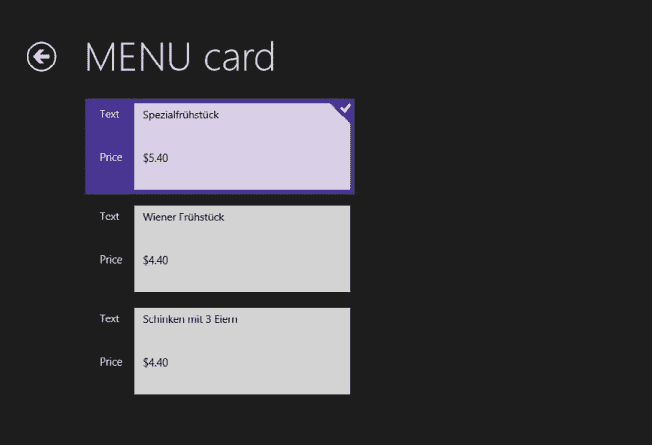 MENU card
Text Spezialfrühstück
Price $5.40
Text Wiener Frühstück
Price $4.40
Text Schinken mit 3 Eiern
Price $4.40